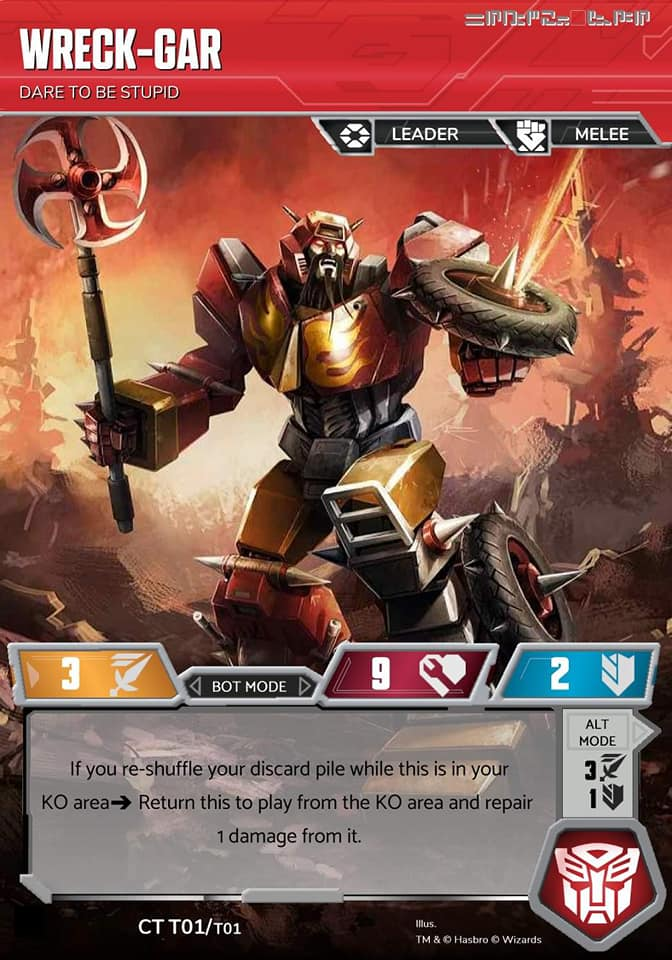 WRECK-GAR
DARE TO BE STUPID
LEADER
MELEE
3
BOT MODE
9
2
If you re-shuffle your discard pile while this is in your
KO area➔ Return this to play from the KO area and repair
1 damage from it.
ALT
MODE
3
1
CT T01/T01
Illus.
TM & © Hasbro © Wizards